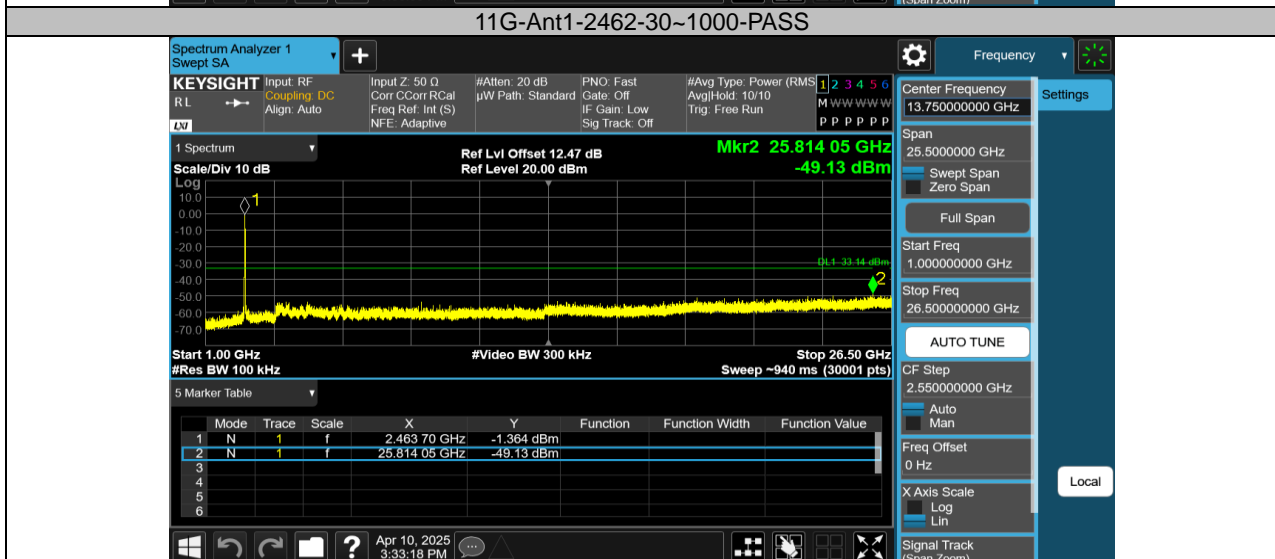 (Span Zoom)
11G-Ant1-2462-30~1000-PASS
Spectrum Analyzer 1
Swept SA
+
Frequency
KEYSIGHT
R L
LXI
Input: RF
Coupling: DC
Align: Auto
Input Z: 50 Ω
Corr CCorr RCal
Freq Ref: Int (S)
NFE: Adaptive
#Atten: 20 dB
µW Path: Standard
PNO: Fast
Gate: Off
IF Gain: Low
Sig Track: Off
#Avg Type: Power (RMS
Avg|Hold: 10/10
Trig: Free Run
1 2 3 4 5 6
M W W W W W
P P P P P P
Center Frequency
13.750000000 GHz
Settings
1 Spectrum
Scale/Div 10 dB
Log
Ref Lvl Offset 12.47 dB
Ref Level 20.00 dBm
Mkr2 25.814 05 GHz
-49.13 dBm
Span
25.5000000 GHz
Swept Span
Zero Span
Full Span
Start Freq
1.000000000 GHz
Stop Freq
26.500000000 GHz
AUTO TUNE
CF Step
2.550000000 GHz
Auto
Man
Freq Offset
0 Hz
X Axis Scale
Log
Lin
Signal Track
(Span Zoom)
Local
10.0
0.00
-10.0
-20.0
-30.0
-40.0
-50.0
-60.0
-70.0
1
DL1 -33.14 dBm
2
Start 1.00 GHz
#Res BW 100 kHz
#Video BW 300 kHz
Stop 26.50 GHz
Sweep ~940 ms (30001 pts)
5 Marker Table
Mode Trace Scale X Y Function Function Width Function Value
1 N 1 f 2.463 70 GHz -1.364 dBm
2 N 1 f 25.814 05 GHz -49.13 dBm
3
4
5
6
?
Apr 10, 2025
3:33:18 PM